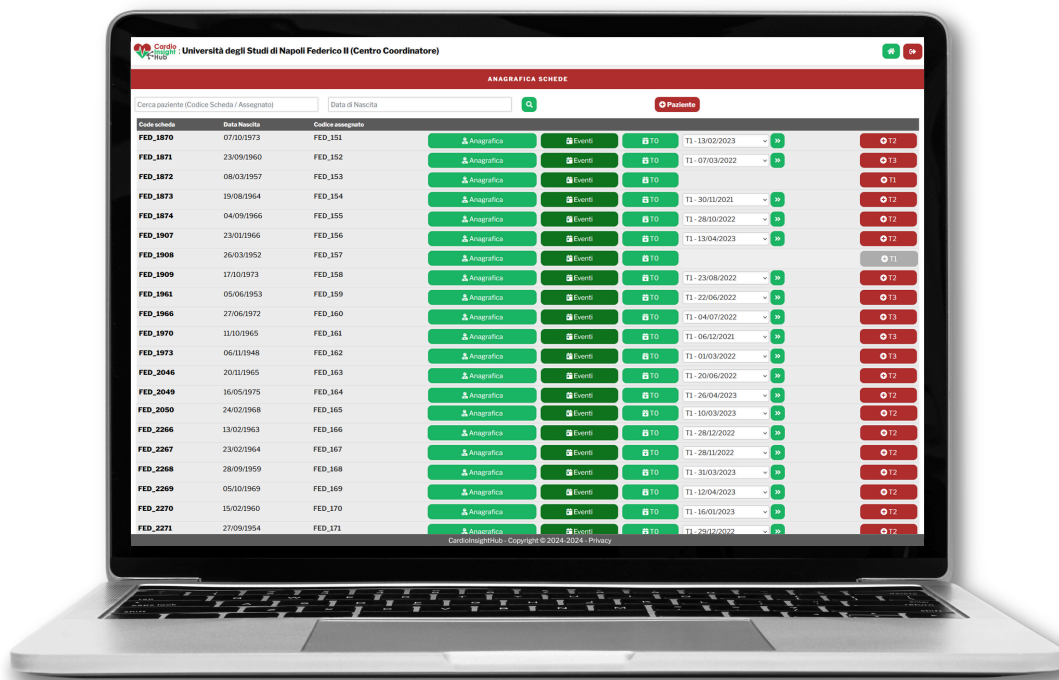 Cardio
Insight
Hub
: Università degli Studi di Napoli Federico II (Centro Coordinatore)
ANAGRAFICA SCHEDE
Cerca paziente (Codice Scheda / Assegnato) Data di Nascita Paziente
Code scheda Data Nascita Codice assegnato
FED_1870 07/10/1973 FED_151 Anagrafica Eventi T0 T1 - 13/02/2023 T2
FED_1871 23/09/1960 FED_152 Anagrafica Eventi T0 T1 - 07/03/2022 T3
FED_1872 08/03/1957 FED_153 Anagrafica Eventi T0 T1
FED_1873 19/08/1964 FED_154 Anagrafica Eventi T0 T1 - 30/11/2021 T2
FED_1874 04/09/1966 FED_155 Anagrafica Eventi T0 T1 - 28/10/2022 T2
FED_1907 23/01/1966 FED_156 Anagrafica Eventi T0 T1 - 13/04/2023 T2
FED_1908 26/03/1952 FED_157 Anagrafica Eventi T0 T1
FED_1909 17/10/1973 FED_158 Anagrafica Eventi T0 T1 - 23/08/2022 T2
FED_1961 05/06/1953 FED_159 Anagrafica Eventi T0 T1 - 22/06/2022 T3
FED_1966 27/06/1972 FED_160 Anagrafica Eventi T0 T1 - 04/07/2022 T3
FED_1970 11/10/1965 FED_161 Anagrafica Eventi T0 T1 - 06/12/2021 T3
FED_1973 06/11/1948 FED_162 Anagrafica Eventi T0 T1 - 01/03/2022 T3
FED_2046 20/11/1965 FED_163 Anagrafica Eventi T0 T1 - 20/06/2022 T2
FED_2049 16/05/1975 FED_164 Anagrafica Eventi T0 T1 - 26/04/2023 T2
FED_2050 24/02/1968 FED_165 Anagrafica Eventi T0 T1 - 10/03/2023 T2
FED_2266 13/02/1963 FED_166 Anagrafica Eventi T0 T1 - 28/12/2022 T2
FED_2267 23/02/1964 FED_167 Anagrafica Eventi T0 T1 - 28/11/2022 T2
FED_2268 28/09/1959 FED_168 Anagrafica Eventi T0 T1 - 31/03/2023 T2
FED_2269 05/10/1969 FED_169 Anagrafica Eventi T0 T1 - 12/04/2023 T2
FED_2270 15/02/1960 FED_170 Anagrafica Eventi T0 T1 - 16/01/2023 T2
FED_2271 27/09/1954 FED_171 Anagrafica Eventi T0 T1 - 29/12/2022 T2
CardioInsightHub - Copyright © 2024-2024 - Privacy